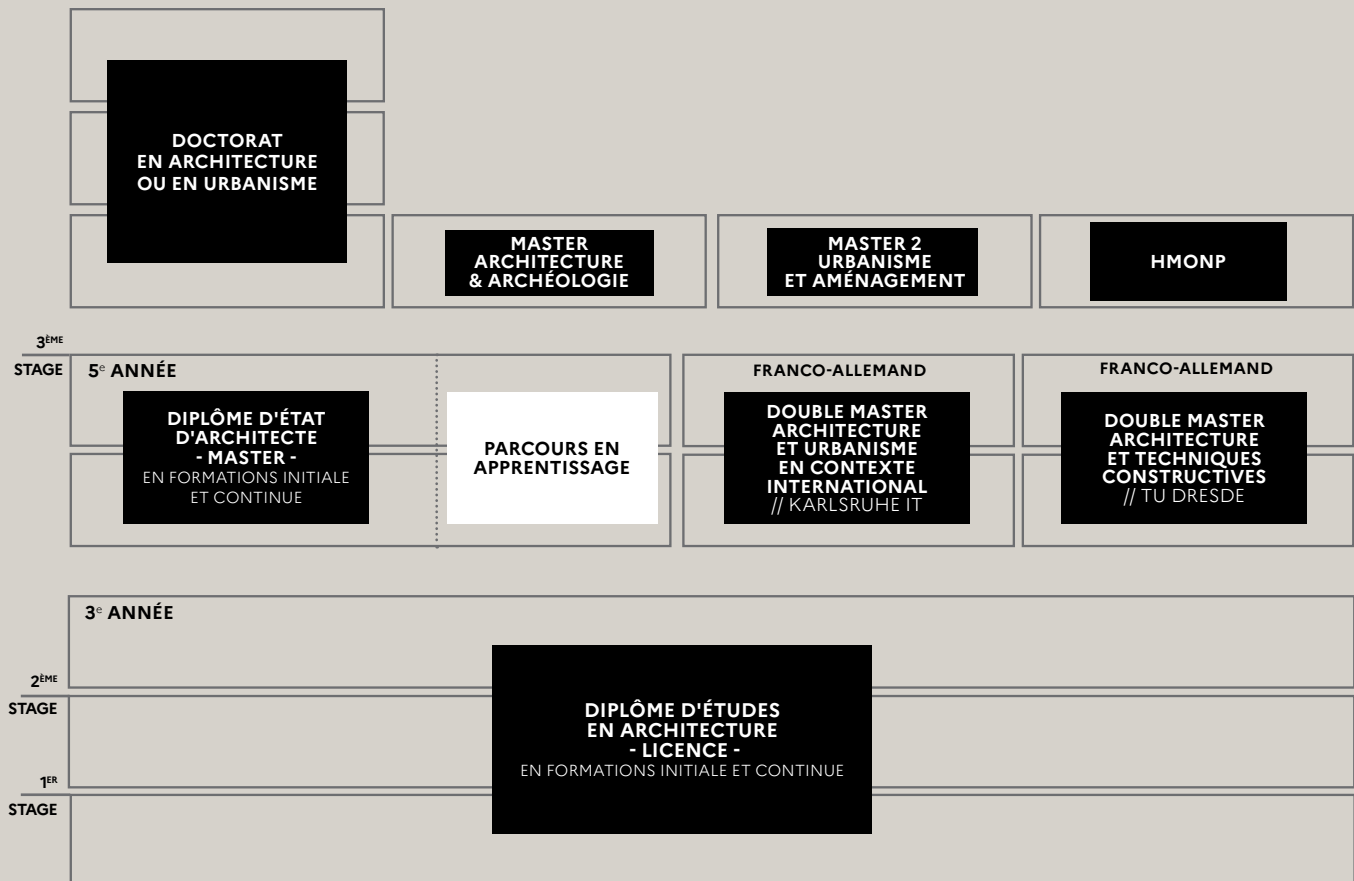 DOCTORAT
EN ARCHITECTURE
OU EN URBANISME
MASTER
ARCHITECTURE
& ARCHÉOLOGIE
MASTER 2
URBANISME
ET AMÉNAGEMENT
HMONP
3ÈME
STAGE
5e ANNÉE
DIPLÔME D'ÉTAT
D'ARCHITECTE
- MASTER -
EN FORMATIONS INITIALE
ET CONTINUE
PARCOURS EN
APPRENTISSAGE
FRANCO-ALLEMAND
DOUBLE MASTER
ARCHITECTURE
ET URBANISME
EN CONTEXTE
INTERNATIONAL
// KARLSRUHE IT
FRANCO-ALLEMAND
DOUBLE MASTER
ARCHITECTURE
ET TECHNIQUES
CONSTRUCTIVES
// TU DRESDE
3e ANNÉE
2ÈME
STAGE
DIPLÔME D'ÉTUDES
EN ARCHITECTURE
- LICENCE -
EN FORMATIONS INITIALE ET CONTINUE
1ER
STAGE